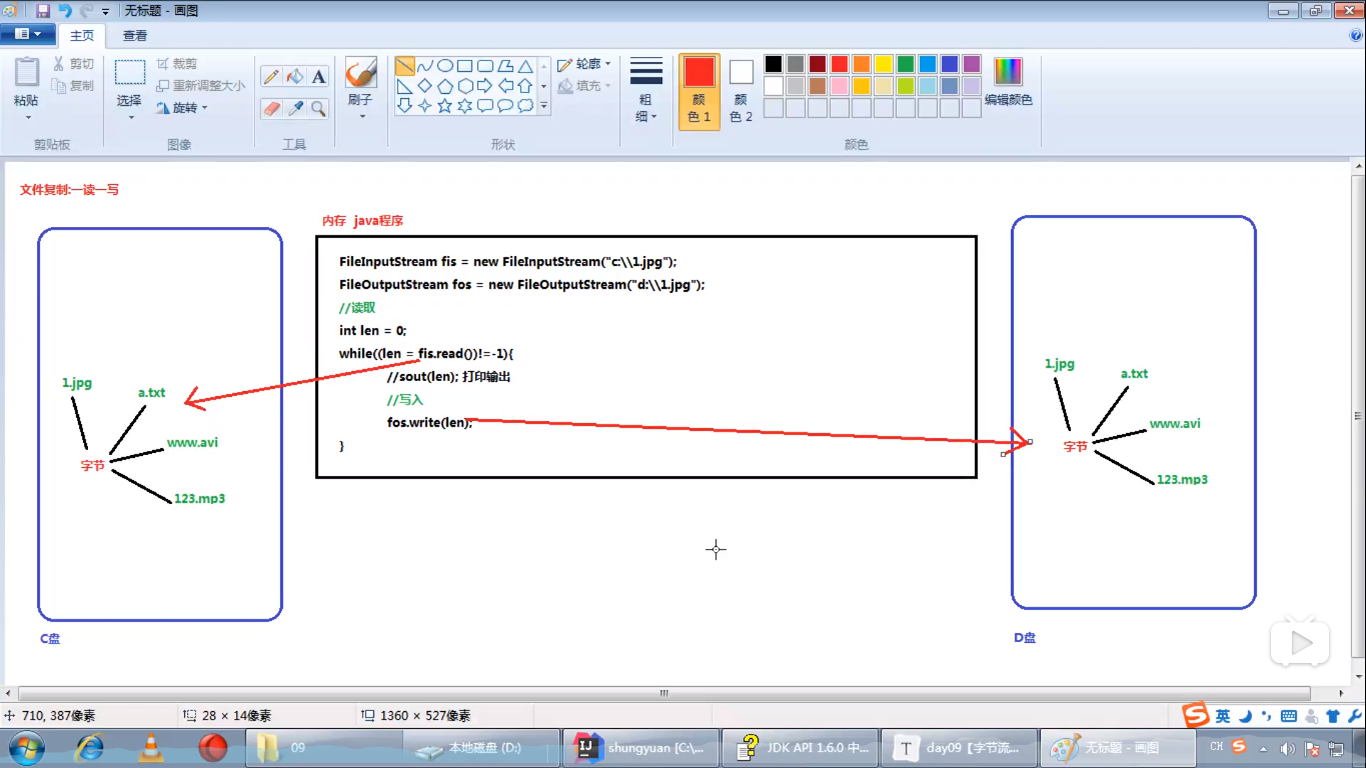 无标题 - 画图
主页
查看
粘贴
剪切
复制
剪贴板
选择
裁剪
重新调整大小
旋转
图像
A
工具
刷子
形状
轮廓
填充
粗
细
颜
色 1
颜
色 2
编辑颜色
颜色
文件复制:一读一写
内存 java程序
FileInputStream fis = new FileInputStream("c:\\1.jpg");
FileOutputStream fos = new FileOutputStream("d:\\1.jpg");
//读取
int len = 0;
while((len = fis.read())!=-1){
//sout(len); 打印输出
//写入
fos.write(len);
}
1.jpg
a.txt
www.avi
字节
123.mp3
C盘
1.jpg
a.txt
www.avi
字节
123.mp3
D盘
710, 387像素
28 × 14像素
1360 × 527像素
S 英
09
本地磁盘 (D:)
IJ shungyuan [C:\...
JDK API 1.6.0 中...
T day09【字节流...
无标题 - 画图
CH S